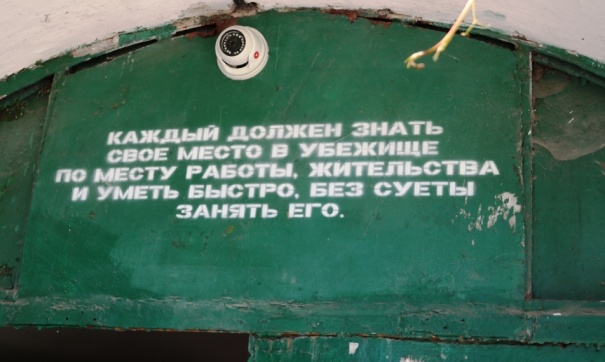 КАЖДЫЙ ДОЛЖЕН ЗНАТЬ
СВОЕ МЕСТО В УБЕЖИЩЕ
ПО МЕСТУ РАБОТЫ, ЖИТЕЛЬСТВА
И УМЕТЬ БЫСТРО, БЕЗ СУЕТЫ
ЗАНЯТЬ ЕГО.